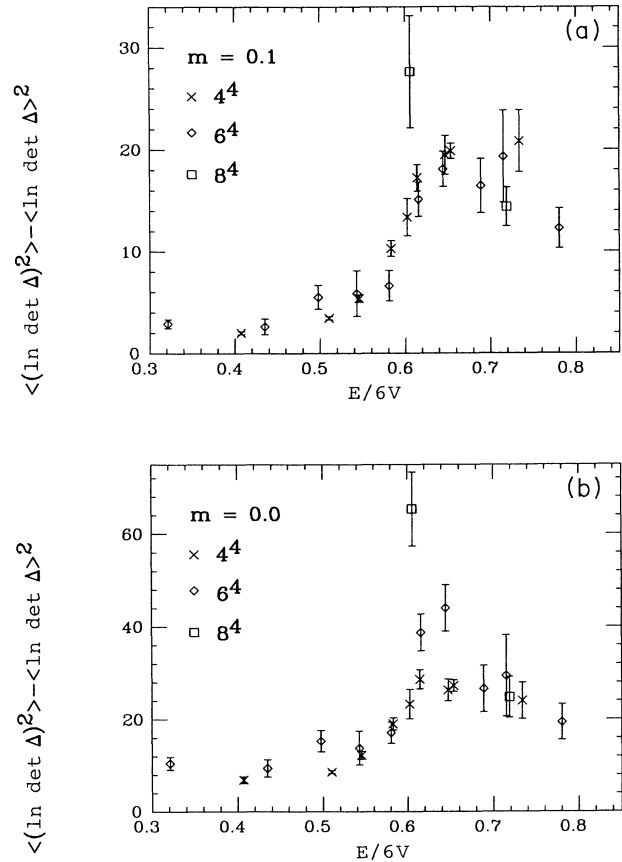 (a)
30
m = 0.1
× 4⁴
◇ 6⁴
□ 8⁴
20
10
0
0.3 0.4 0.5 0.6 0.7 0.8
E/6V
<(ln det Δ)²>−<ln det Δ>²
(b)
60
m = 0.0
× 4⁴
◇ 6⁴
□ 8⁴
40
20
0
0.3 0.4 0.5 0.6 0.7 0.8
E/6V
<(ln det Δ)²>−<ln det Δ>²